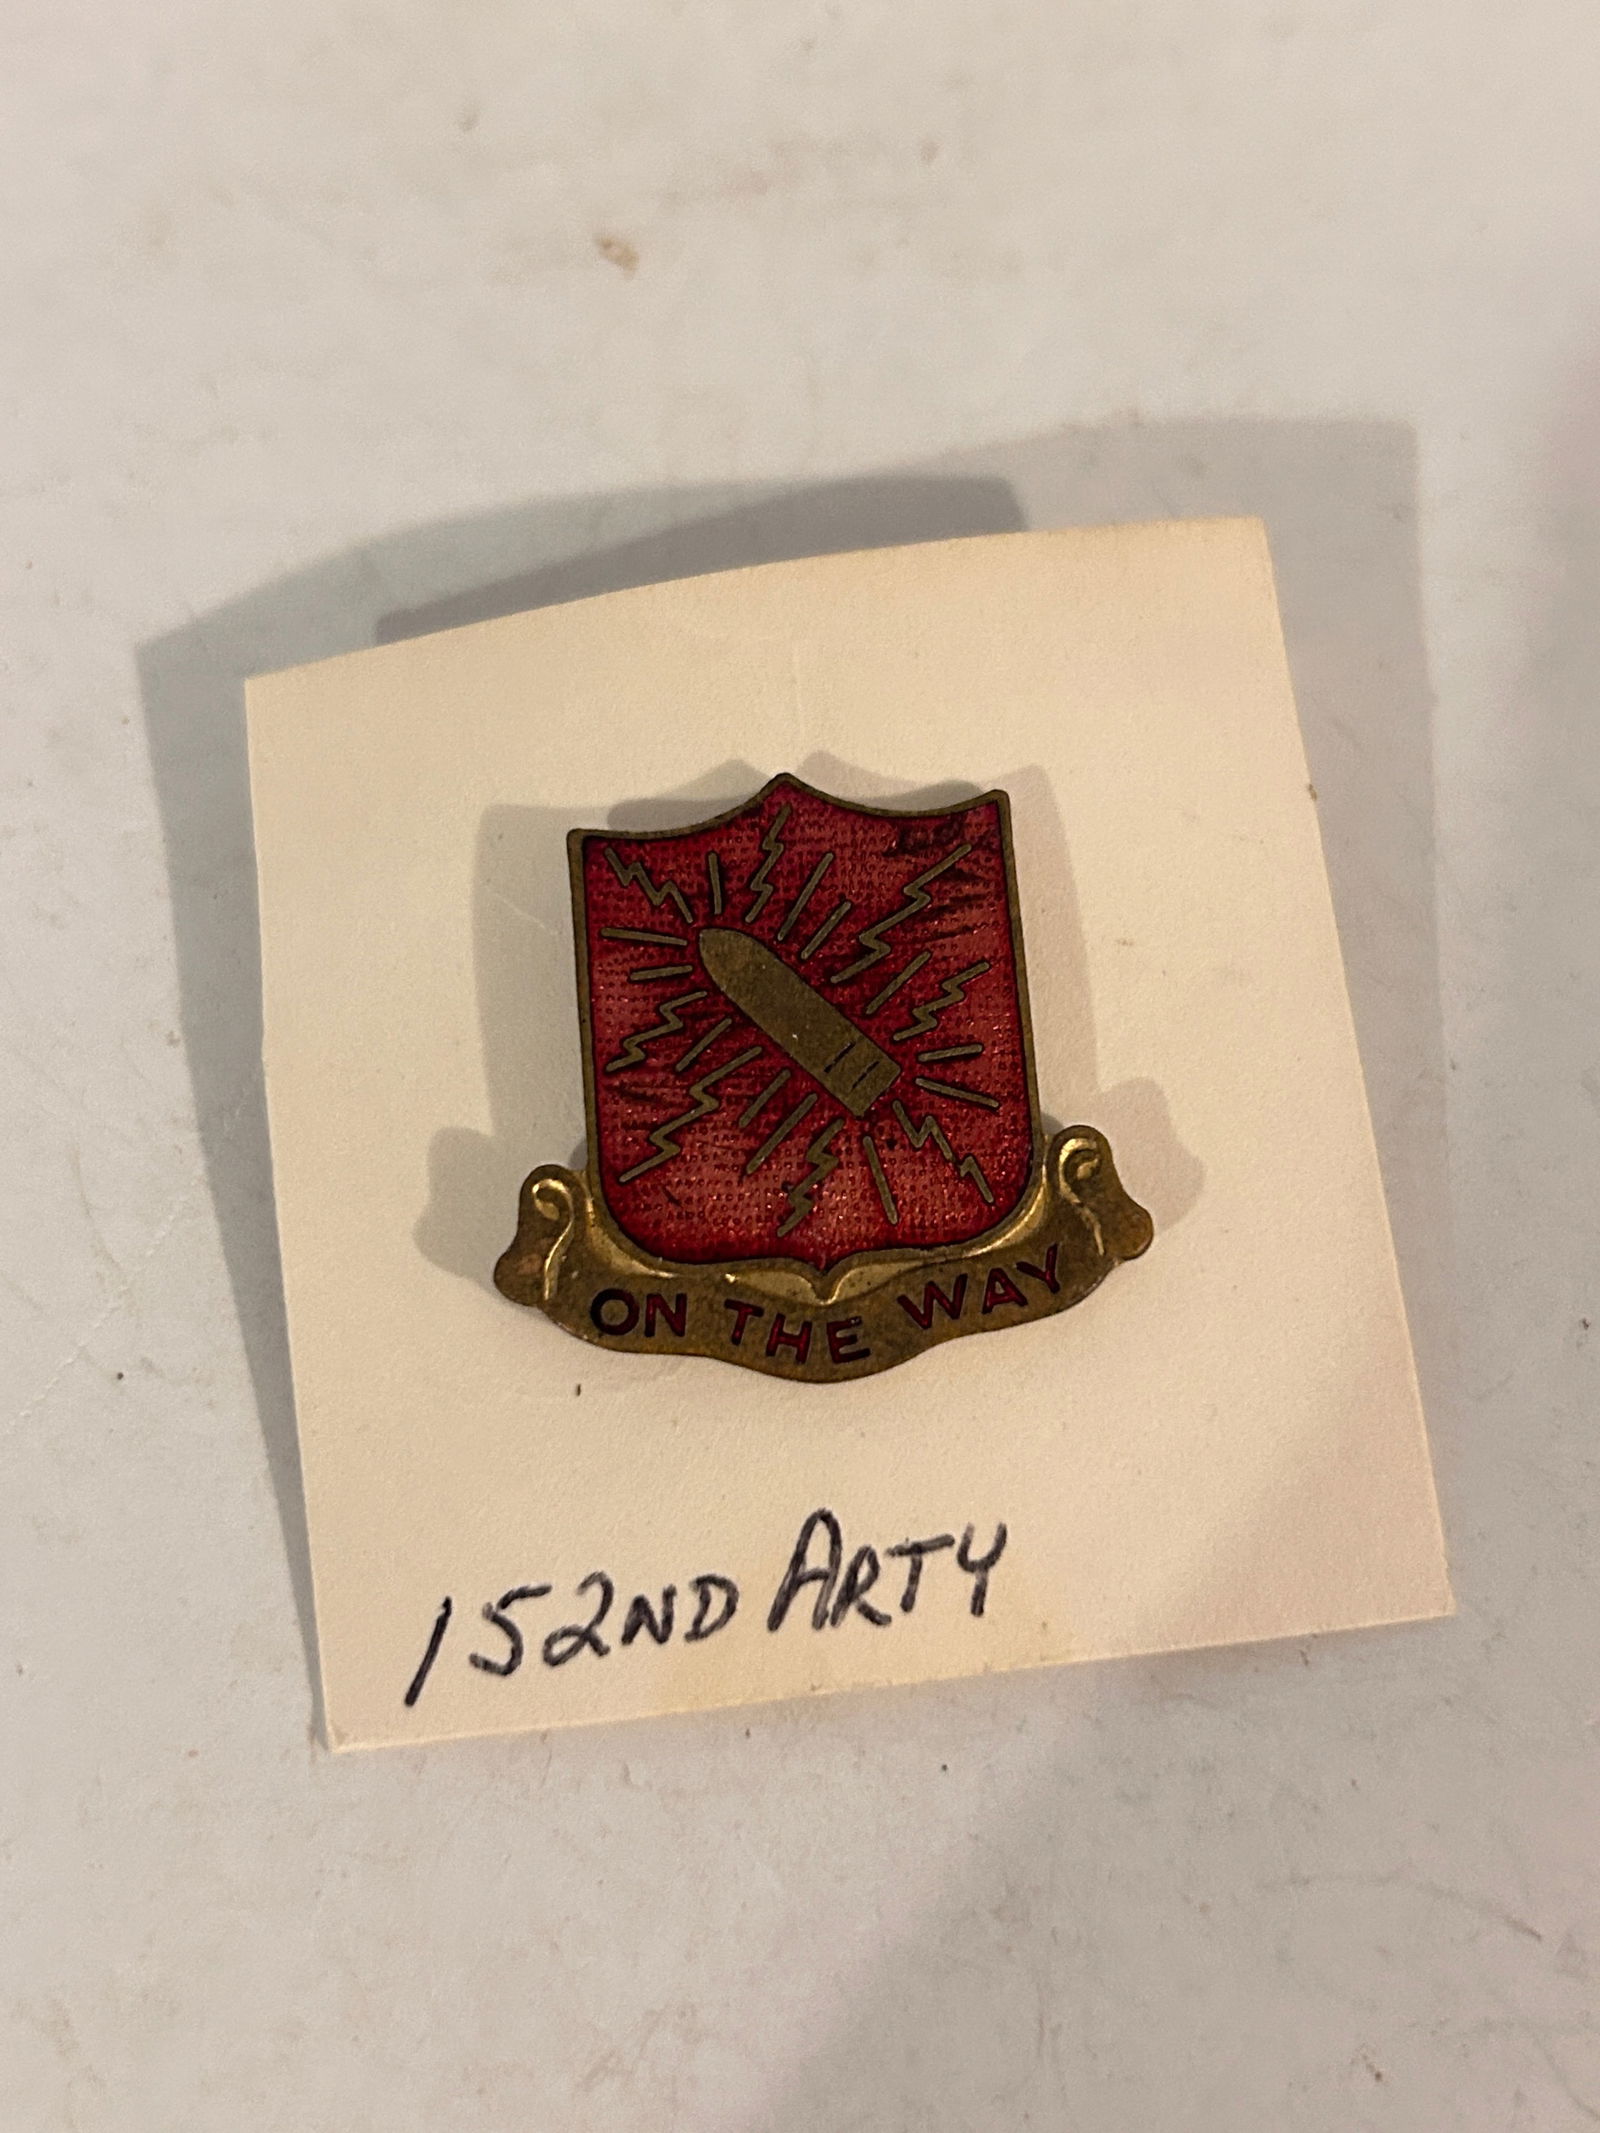 ON THE WAY
152ND ARTY